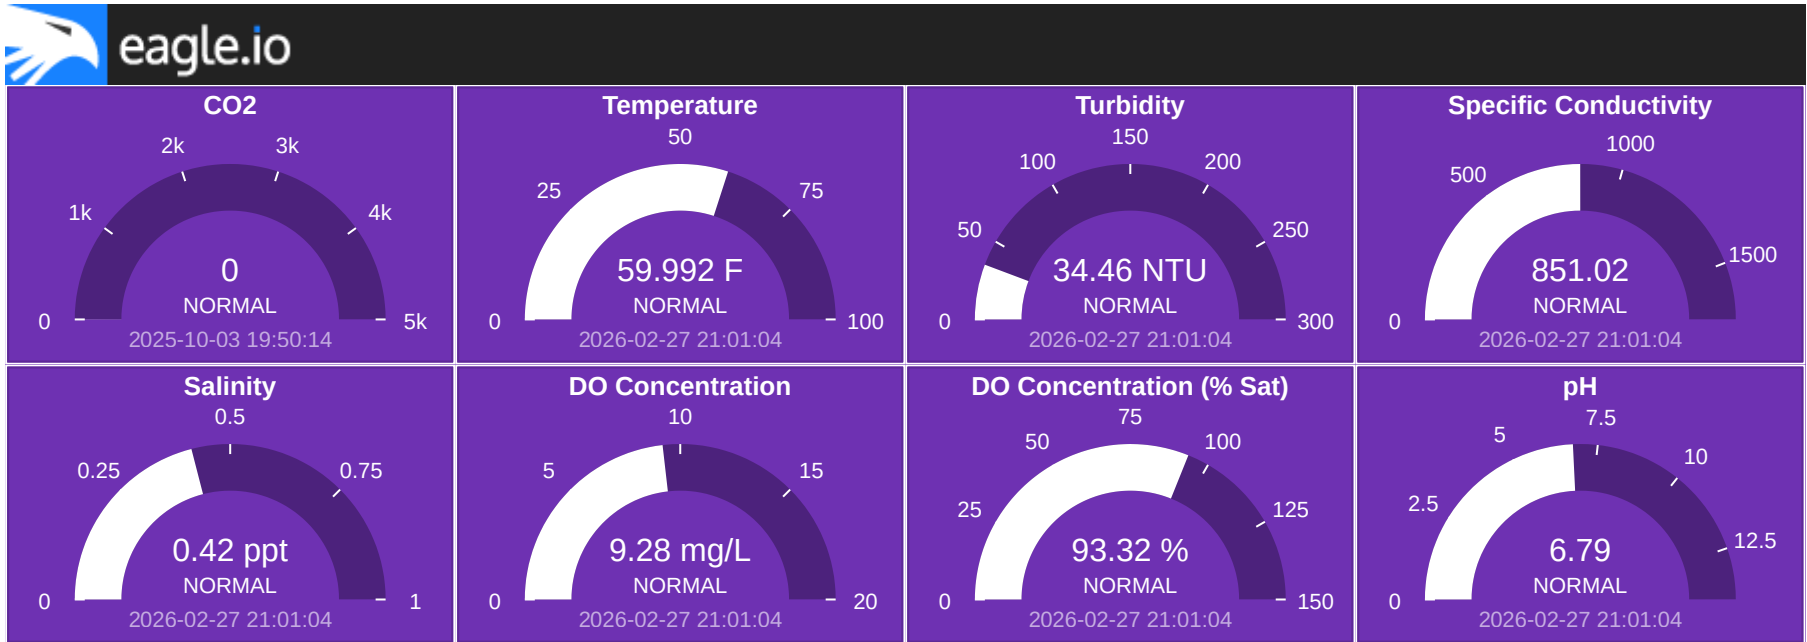 eagle.io
CO2
0
1k
2k
3k
4k
5k
0
NORMAL
2025-10-03 19:50:14
Temperature
0
25
50
75
100
59.992 F
NORMAL
2026-02-27 21:01:04
Turbidity
0
50
100
150
200
250
300
34.46 NTU
NORMAL
2026-02-27 21:01:04
Specific Conductivity
0
500
1000
1500
851.02
NORMAL
2026-02-27 21:01:04
Salinity
0
0.25
0.5
0.75
1
0.42 ppt
NORMAL
2026-02-27 21:01:04
DO Concentration
0
5
10
15
20
9.28 mg/L
NORMAL
2026-02-27 21:01:04
DO Concentration (% Sat)
0
25
50
75
100
125
150
93.32 %
NORMAL
2026-02-27 21:01:04
pH
0
2.5
5
7.5
10
12.5
6.79
NORMAL
2026-02-27 21:01:04